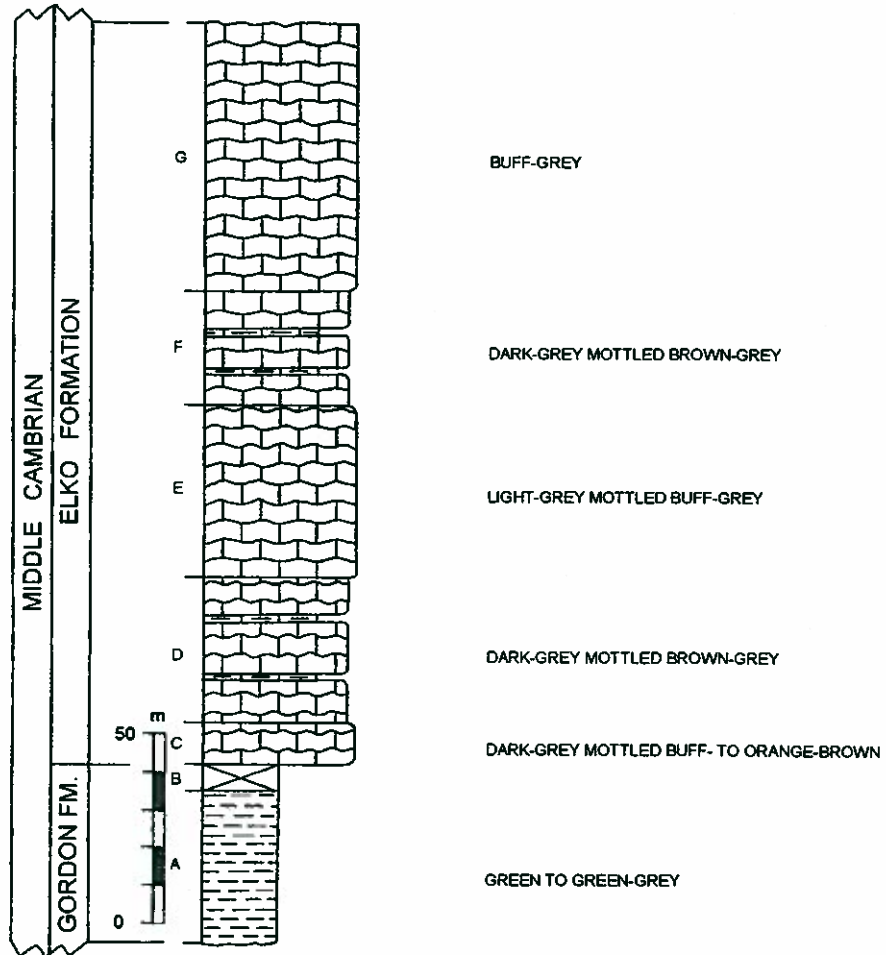 MIDDLE CAMBRIAN
ELKO FORMATION
GORDON FM.
G
BUFF-GREY
F
DARK-GREY MOTTLED BROWN-GREY
E
LIGHT-GREY MOTTLED BUFF-GREY
D
DARK-GREY MOTTLED BROWN-GREY
m
50
C
DARK-GREY MOTTLED BUFF- TO ORANGE-BROWN
B
A
GREEN TO GREEN-GREY
0